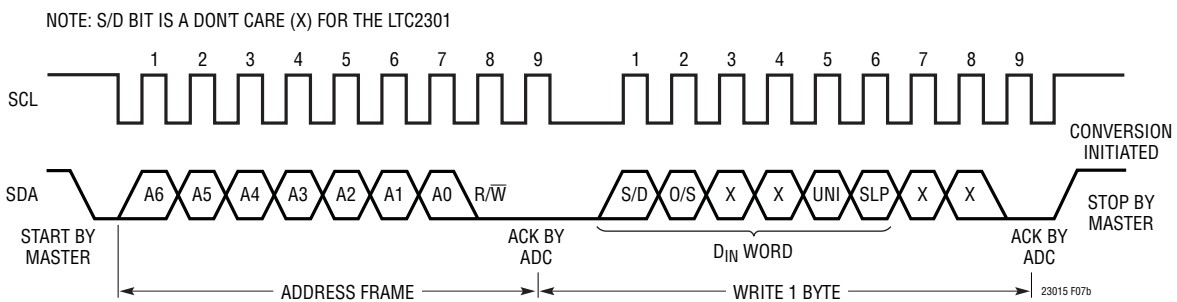 NOTE: S/D BIT IS A DON'T CARE (X) FOR THE LTC2301
1 2 3 4 5 6 7 8 9 1 2 3 4 5 6 7 8 9
SCL
CONVERSION
INITIATED
SDA A6 A5 A4 A3 A2 A1 A0 R/W̅ S/D O/S X X UNI SLP X X
START BY
MASTER
ACK BY
ADC
DIN WORD
ACK BY
ADC
STOP BY
MASTER
ADDRESS FRAME WRITE 1 BYTE
23015 F07b